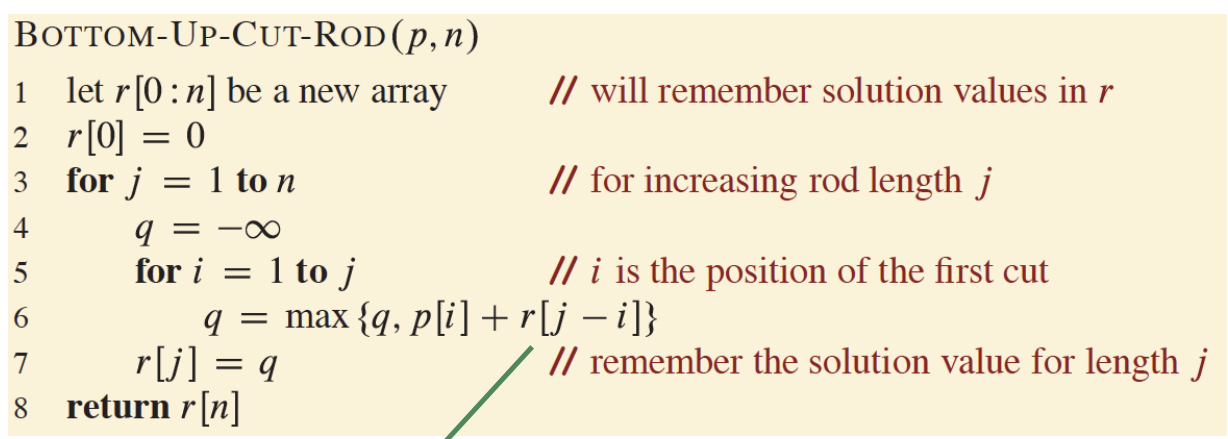 BOTTOM-UP-CUT-ROD(p, n)
1 let r[0 : n] be a new array // will remember solution values in r
2 r[0] = 0
3 for j = 1 to n // for increasing rod length j
4 q = −∞
5 for i = 1 to j // i is the position of the first cut
6 q = max {q, p[i] + r[j − i]}
7 r[j] = q // remember the solution value for length j
8 return r[n]